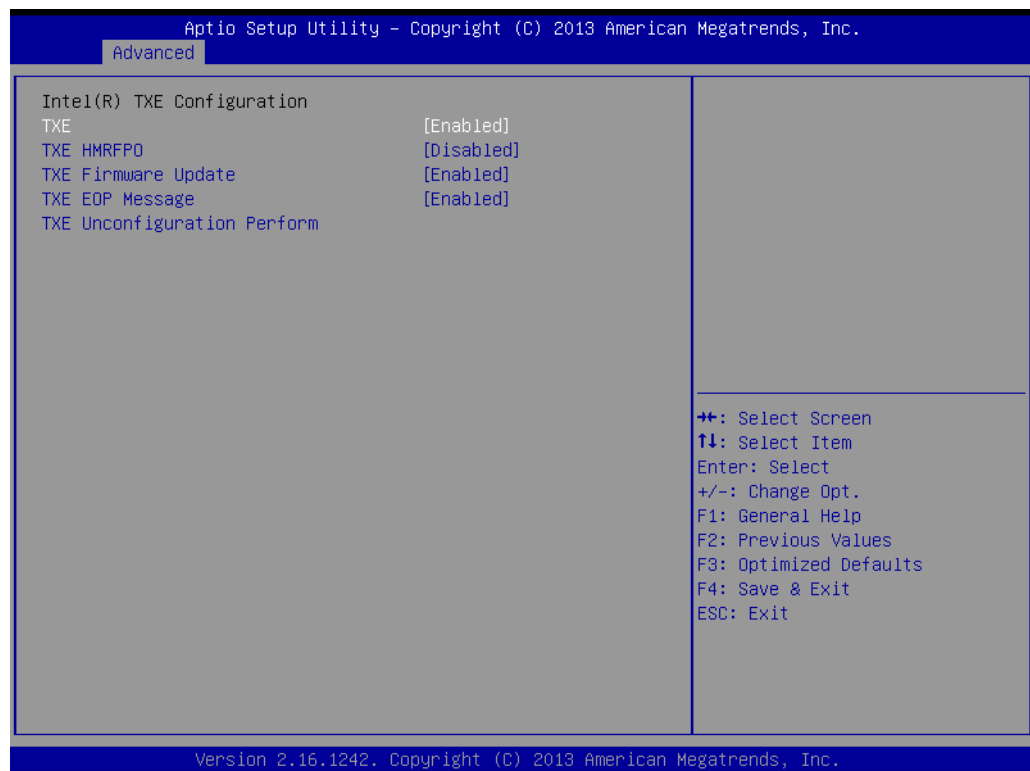 Aptio Setup Utility – Copyright (C) 2013 American Megatrends, Inc.
Advanced
Intel(R) TXE Configuration
TXE [Enabled]
TXE HMRFPO [Disabled]
TXE Firmware Update [Enabled]
TXE EOP Message [Enabled]
TXE Unconfiguration Perform
→←: Select Screen
↑↓: Select Item
Enter: Select
+/-: Change Opt.
F1: General Help
F2: Previous Values
F3: Optimized Defaults
F4: Save & Exit
ESC: Exit
Version 2.16.1242. Copyright (C) 2013 American Megatrends, Inc.